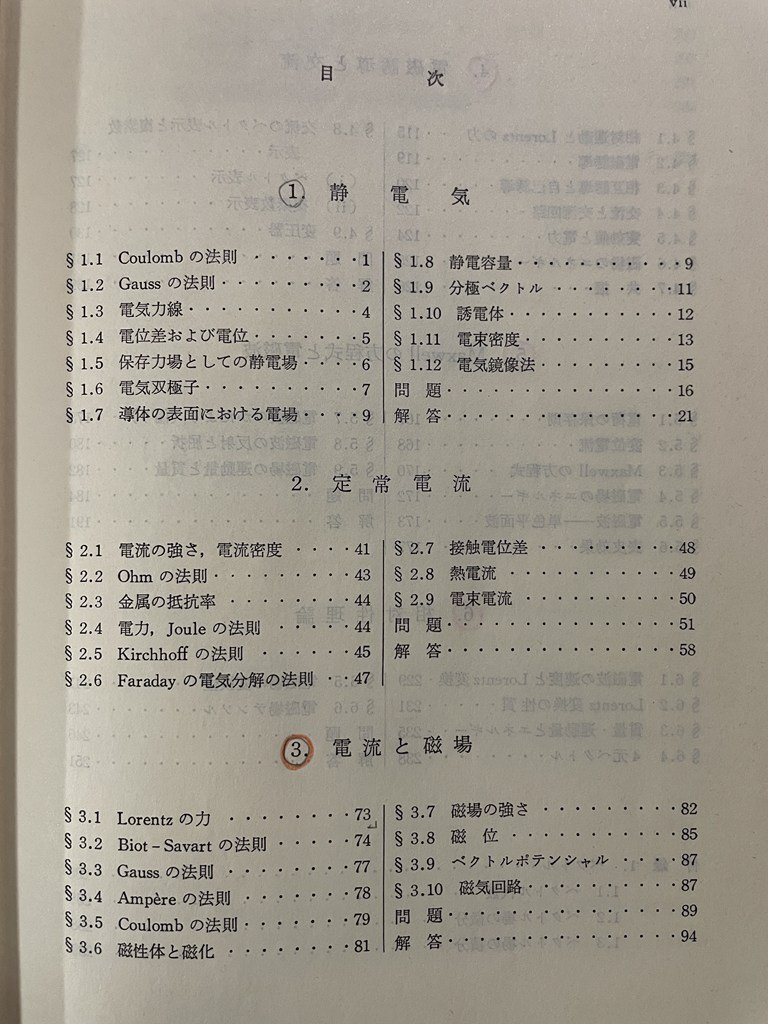 vii
目次
1. 静電気
§1.1 Coulomb の法則 ・・・・・・・1
§1.2 Gauss の法則・・・・・・・・2
§1.3 電気力線・・・・・・・・・・4
§1.4 電位差および電位・・・・・・5
§1.5 保存力場としての静電場・・・6
§1.6 電気双極子・・・・・・・・・7
§1.7 導体の表面における電場・・・9
§1.8 静電容量・・・・・・・・・・9
§1.9 分極ベクトル ・・・・・・・11
§1.10 誘電体・・・・・・・・・・12
§1.11 電束密度・・・・・・・・・13
§1.12 電気鏡像法・・・・・・・・15
問題・・・・・・・・・・・・・16
解答・・・・・・・・・・・・・21
2. 定常電流
§2.1 電流の強さ，電流密度 ・・・・41
§2.2 Ohm の法則・・・・・・・・・43
§2.3 金属の抵抗率 ・・・・・・・・44
§2.4 電力，Joule の法則 ・・・・・44
§2.5 Kirchhoff の法則 ・・・・・・45
§2.6 Faraday の電気分解の法則 ・・47
§2.7 接触電位差 ・・・・・・・・48
§2.8 熱電流 ・・・・・・・・・・49
§2.9 電束電流 ・・・・・・・・・50
問題・・・・・・・・・・・・・51
解答・・・・・・・・・・・・・58
3. 電流と磁場
§3.1 Lorentz の力 ・・・・・・・・73
§3.2 Biot－Savart の法則 ・・・・・74
§3.3 Gauss の法則 ・・・・・・・・77
§3.4 Ampère の法則 ・・・・・・・78
§3.5 Coulomb の法則・・・・・・・79
§3.6 磁性体と磁化 ・・・・・・・・81
§3.7 磁場の強さ ・・・・・・・・82
§3.8 磁位 ・・・・・・・・・・・85
§3.9 ベクトルポテンシャル ・・・87
§3.10 磁気回路・・・・・・・・・87
問題・・・・・・・・・・・・・89
解答・・・・・・・・・・・・・94